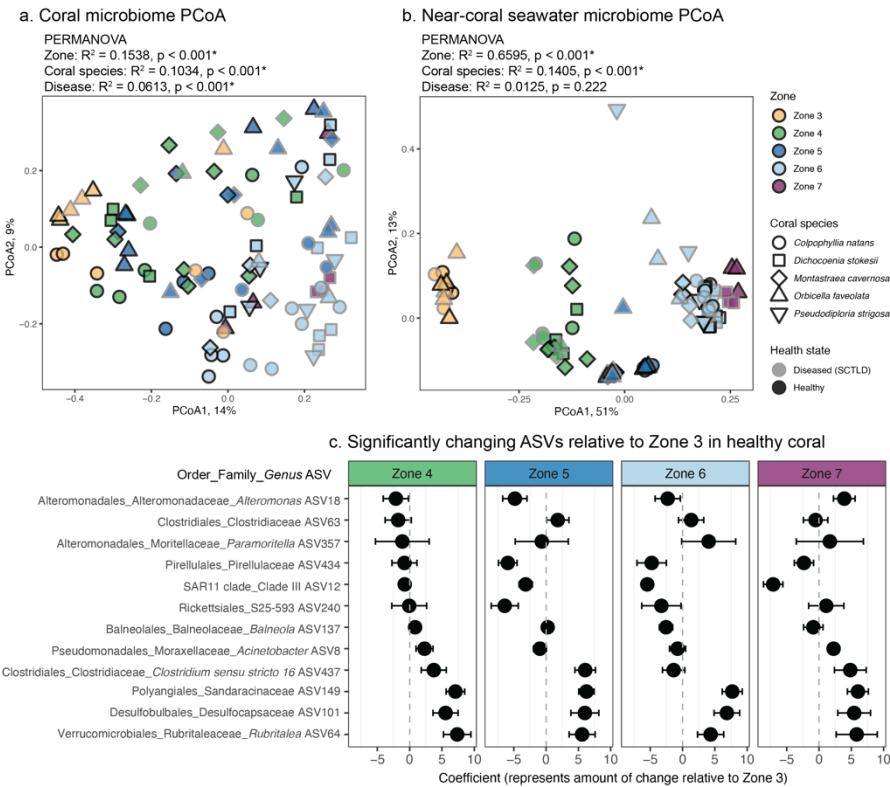 a. Coral microbiome PCoA
PERMANOVA
Zone: R² = 0.1538, p < 0.001*
Coral species: R² = 0.1034, p < 0.001*
Disease: R² = 0.0613, p < 0.001*
0.2
0.0
−0.2
PCoA2, 9%
−0.4
−0.2
0.0
0.2
PCoA1, 14%
b. Near-coral seawater microbiome PCoA
PERMANOVA
Zone: R² = 0.6595, p < 0.001*
Coral species: R² = 0.1405, p < 0.001*
Disease: R² = 0.0125, p = 0.222
0.4
0.2
0.0
PCoA2, 13%
−0.25
0.00
0.25
PCoA1, 51%
Zone
Zone 3
Zone 4
Zone 5
Zone 6
Zone 7
Coral species
Colpophyllia natans
Dichocoenia stokesii
Montastraea cavernosa
Orbicella faveolata
Pseudodiploria strigosa
Health state
Diseased (SCTLD)
Healthy
c. Significantly changing ASVs relative to Zone 3 in healthy coral
Order_Family_Genus ASV
Zone 4
Zone 5
Zone 6
Zone 7
Alteromonadales_Alteromonadaceae_Alteromonas ASV18
Clostridiales_Clostridiaceae ASV63
Alteromonadales_Moritellaceae_Paramoritella ASV357
Pirellulales_Pirellulaceae ASV434
SAR11 clade_Clade III ASV12
Rickettsiales_S25-593 ASV240
Balneolales_Balneolaceae_Balneola ASV137
Pseudomonadales_Moraxellaceae_Acinetobacter ASV8
Clostridiales_Clostridiaceae_Clostridium sensu stricto 16 ASV437
Polyangiales_Sandaracinaceae ASV149
Desulfobulbales_Desulfocapsaceae ASV101
Verrucomicrobiales_Rubritaleaceae_Rubritalea ASV64
−5 0 5 10
−5 0 5 10
−5 0 5 10
−5 0 5 10
Coefficient (represents amount of change relative to Zone 3)